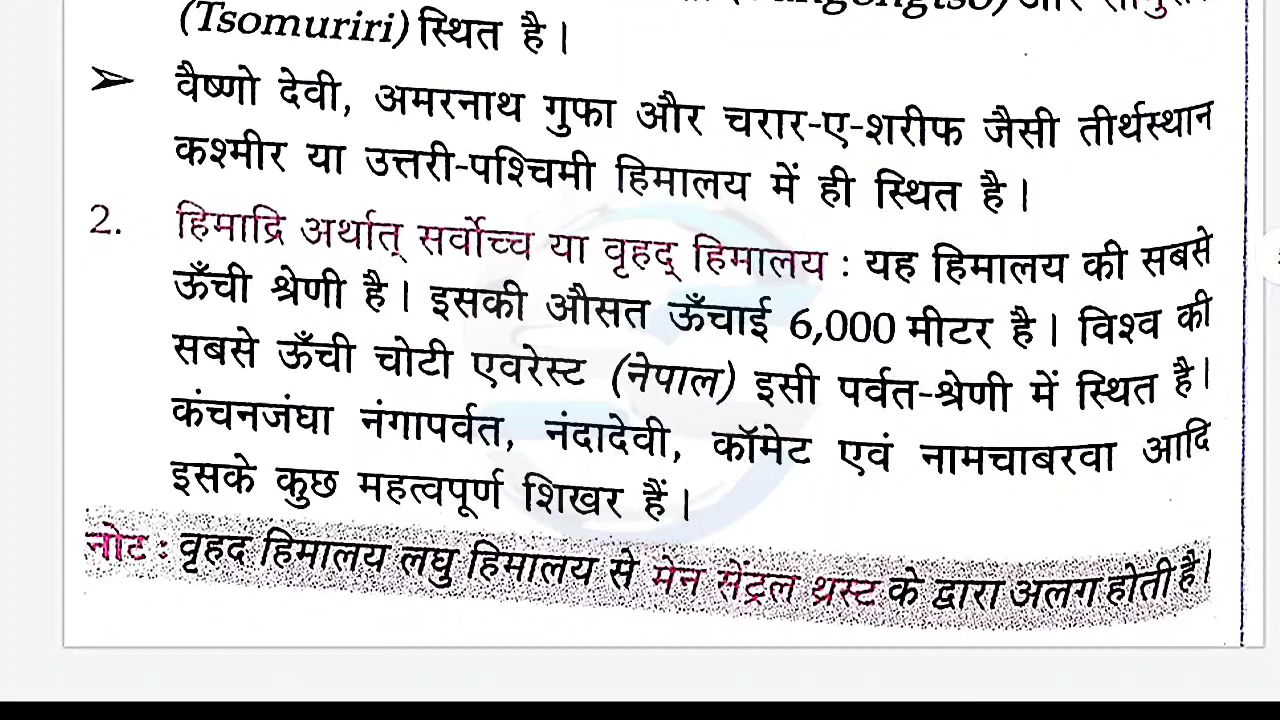 (Tsomuriri) स्थित है।
➢ वैष्णो देवी, अमरनाथ गुफा और चरार-ए-शरीफ जैसी तीर्थस्थान
कश्मीर या उत्तरी-पश्चिमी हिमालय में ही स्थित है।
2. हिमाद्रि अर्थात् सर्वोच्च या वृहद् हिमालय : यह हिमालय की सबसे
ऊँची श्रेणी है। इसकी औसत ऊँचाई 6,000 मीटर है। विश्व की
सबसे ऊँची चोटी एवरेस्ट (नेपाल) इसी पर्वत-श्रेणी में स्थित है।
कंचनजंघा नंगापर्वत, नंदादेवी, कॉमेट एवं नामचाबरवा आदि
इसके कुछ महत्वपूर्ण शिखर हैं।
नोट : वृहद हिमालय लघु हिमालय से मेन सेंट्रल थ्रस्ट के द्वारा अलग होती है।